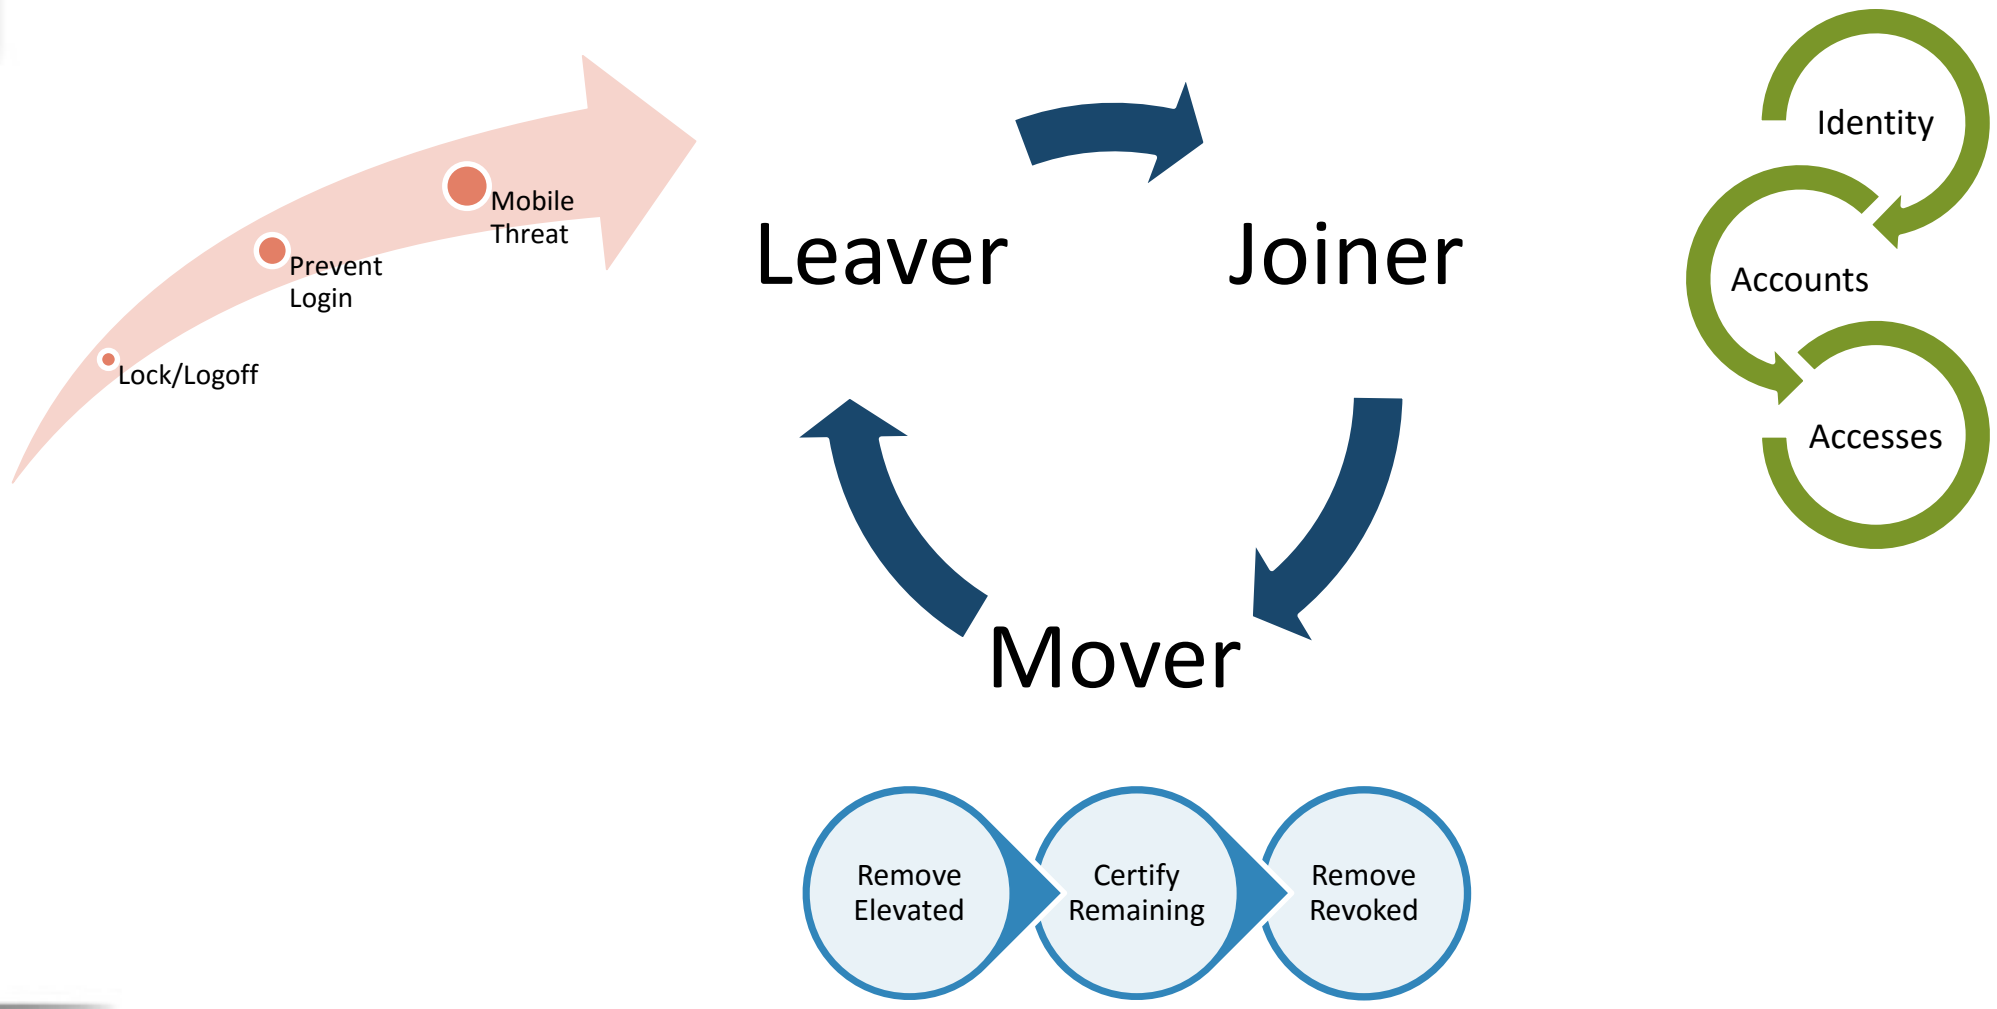 Identity
Mobile
Threat
Leaver
Joiner
Prevent
Login
Accounts
Lock/Logoff
Accesses
Mover
Remove
Elevated
Certify
Remaining
Remove
Revoked